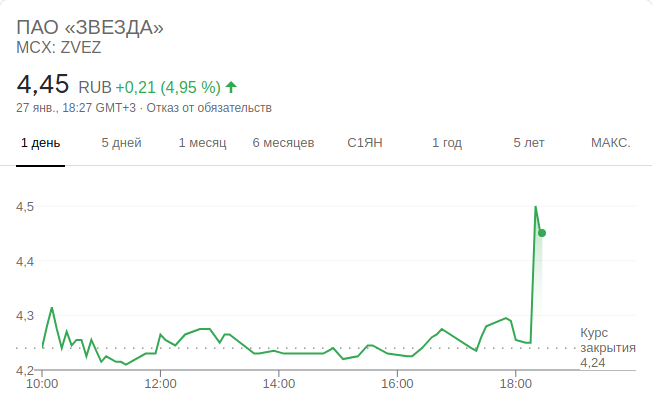 ПАО «ЗВЕЗДА»
MCX: ZVEZ
4,45 RUB +0,21 (4,95 %)
27 янв., 18:27 GMT+3 · Отказ от обязательств
1 день 5 дней 1 месяц 6 месяцев С1ЯН 1 год 5 лет МАКС.
4,5
4,4
4,3
Курс
закрытия
4,24
4,2
10:00 12:00 14:00 16:00 18:00